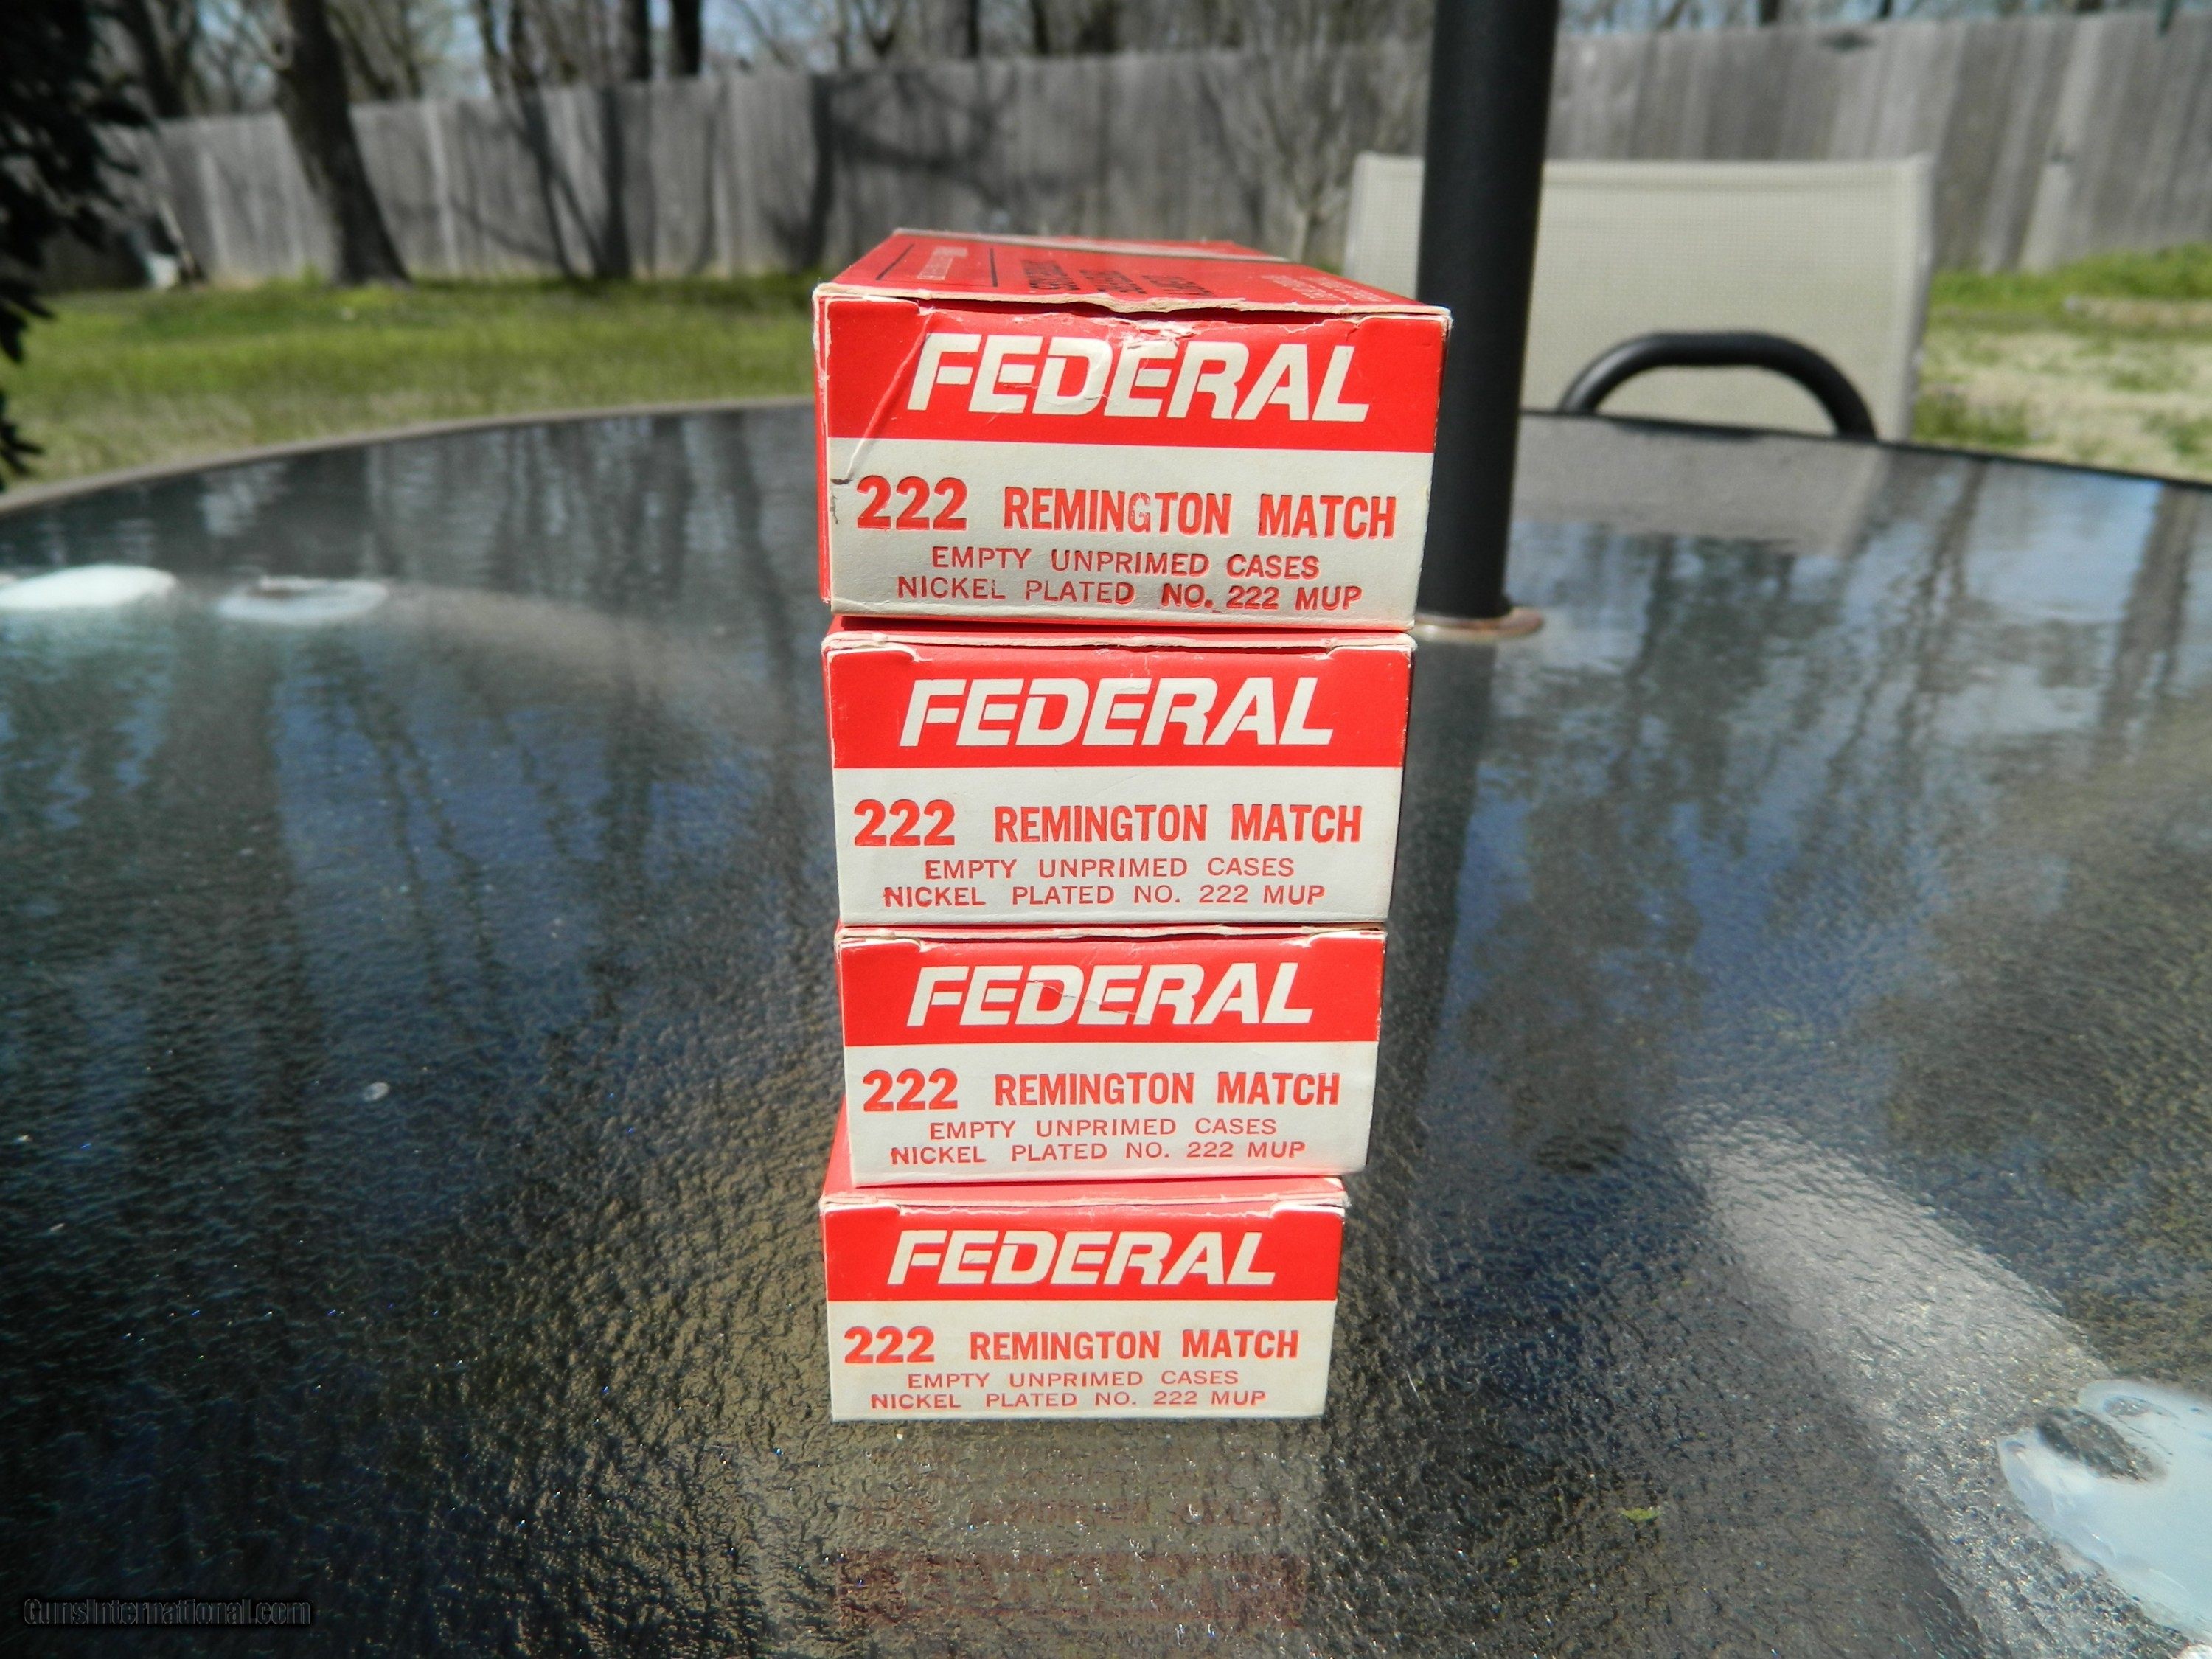 FEDERAL
222 REMINGTON MATCH
EMPTY UNPRIMED CASES
NICKEL PLATED NO. 222 MUP
FEDERAL
222 REMINGTON MATCH
EMPTY UNPRIMED CASES
NICKEL PLATED NO. 222 MUP
FEDERAL
222 REMINGTON MATCH
EMPTY UNPRIMED CASES
NICKEL PLATED NO. 222 MUP
FEDERAL
222 REMINGTON MATCH
EMPTY UNPRIMED CASES
NICKEL PLATED NO. 222 MUP
GunsInternational.com